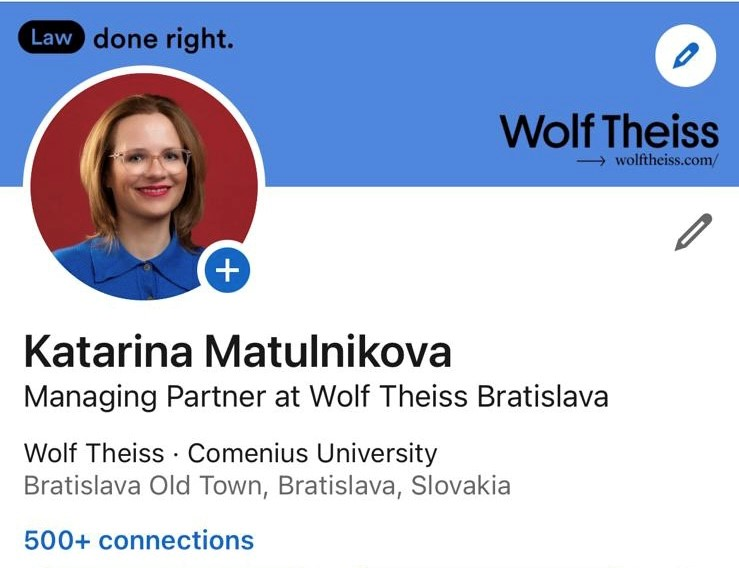 Law done right.
Wolf Theiss
→ wolftheiss.com/
Katarina Matulnikova
Managing Partner at Wolf Theiss Bratislava
Wolf Theiss · Comenius University
Bratislava Old Town, Bratislava, Slovakia
500+ connections